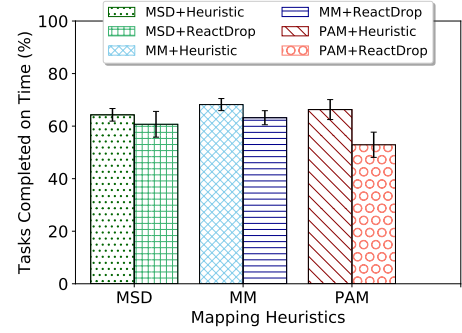 MSD+Heuristic
MSD+ReactDrop
MM+Heuristic
MM+ReactDrop
PAM+Heuristic
PAM+ReactDrop
Tasks Completed on Time (%)
100
80
60
40
20
0
MSD MM PAM
Mapping Heuristics